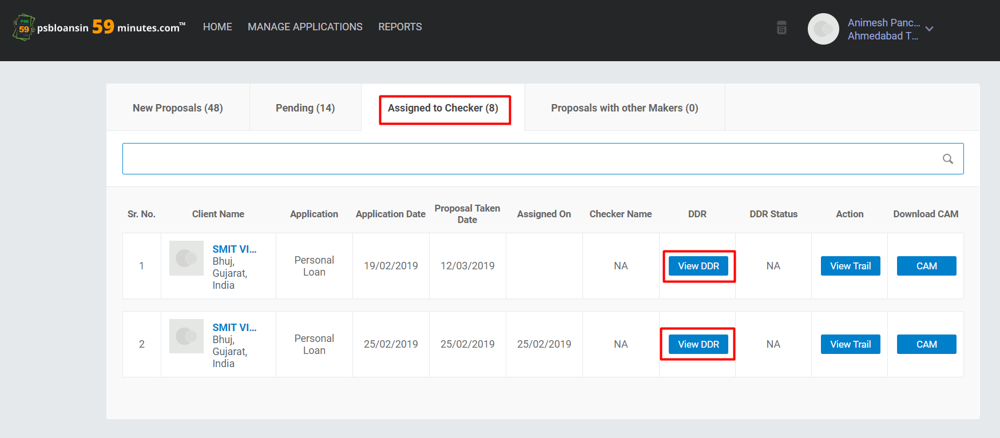 PSB
59
psbloansin 59 minutes.com™
HOME MANAGE APPLICATIONS REPORTS
Animesh Panc...
Ahmedabad T...
New Proposals (48) Pending (14) Assigned to Checker (8) Proposals with other Makers (0)
Sr. No. Client Name Application Application Date Proposal Taken Date Assigned On Checker Name DDR DDR Status Action Download CAM
1
SMIT VI...
Bhuj,
Gujarat,
India
Personal
Loan
19/02/2019 12/03/2019 NA View DDR NA View Trail CAM
2
SMIT VI...
Bhuj,
Gujarat,
India
Personal
Loan
25/02/2019 25/02/2019 25/02/2019 NA View DDR NA View Trail CAM